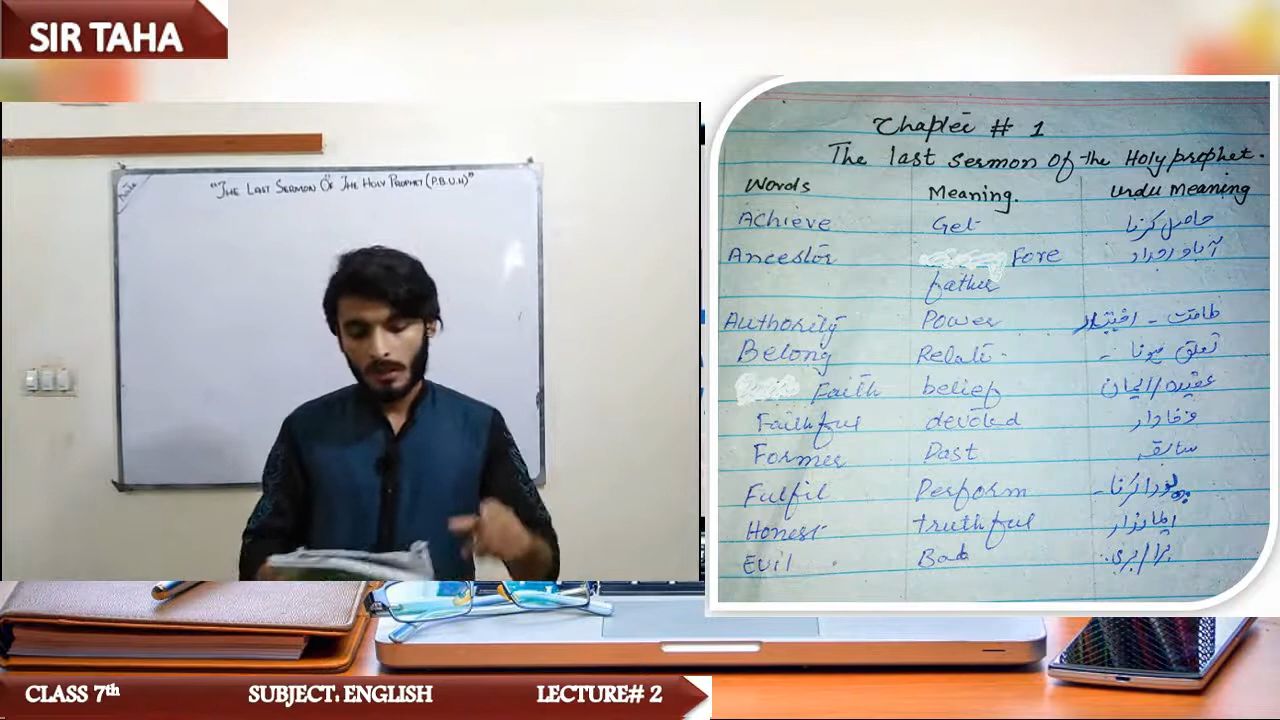 SIR TAHA
"THE LAST SERMON OF THE HOLY PROPHET (P.B.U.H)"
Date
Chapter # 1
The last sermon of the Holy prophet.
Words Meaning. Urdu Meaning
Achieve Get حاصل کرنا
Ancestor Fore آباؤ اجداد
father
Authority Power طاقت - اختیار
Belong Relate. تعلق ہونا -
Faith belief عقیدہ/ایمان
Faithful devoted وفادار
Former Past سابقہ
Fulfil Perform پورا کرنا -
Honest truthful ایماندار
Evil Bad برا/بری.
CLASS 7th SUBJECT: ENGLISH LECTURE# 2